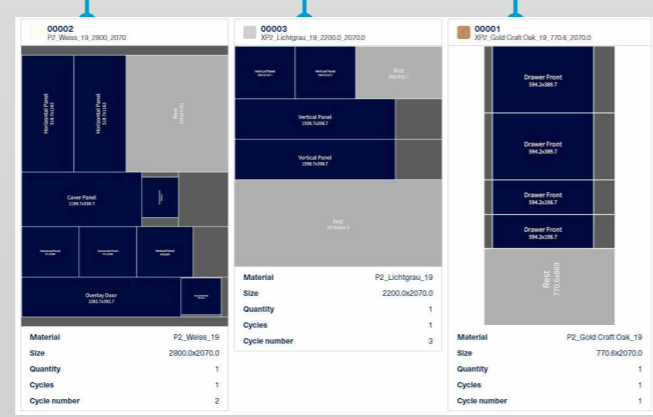 00002
P2_Weiss_19_2800_2070
Horizontal Panel
Horizontal Panel
Rest
Cover Panel
Overlay Door
Material P2_Weiss_19
Size 2800.0x2070.0
Quantity 1
Cycles 1
Cycle number 2
00003
XP2_Lichtgrau_19_2200.0_2070.0
Vertical Panel
Vertical Panel
Rest
Vertical Panel
Vertical Panel
Rest
Material P2_Lichtgrau_19
Size 2200.0x2070.0
Quantity 1
Cycles 1
Cycle number 3
00001
XP2_Gold Craft Oak_19_770.6_2070.0
Drawer Front
594.2x389.7
Drawer Front
594.2x389.7
Drawer Front
594.2x198.7
Drawer Front
594.2x198.7
Rest
770.6x669
Material P2_Gold Craft Oak_19
Size 770.6x2070.0
Quantity 1
Cycles 1
Cycle number 1